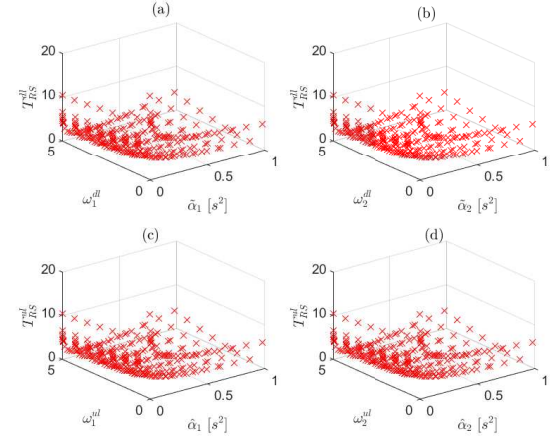 (a)
20
10
0
T_{RS}^{dl}
5
0
ω_1^{dl}
0
0.5
1
α̃_1 [s^2]
(b)
20
10
0
T_{RS}^{dl}
5
0
ω_2^{dl}
0
0.5
1
α̃_2 [s^2]
(c)
20
10
0
T_{RS}^{ul}
5
0
ω_1^{ul}
0
0.5
1
α̂_1 [s^2]
(d)
20
10
0
T_{RS}^{ul}
5
0
ω_2^{ul}
0
0.5
1
α̂_2 [s^2]